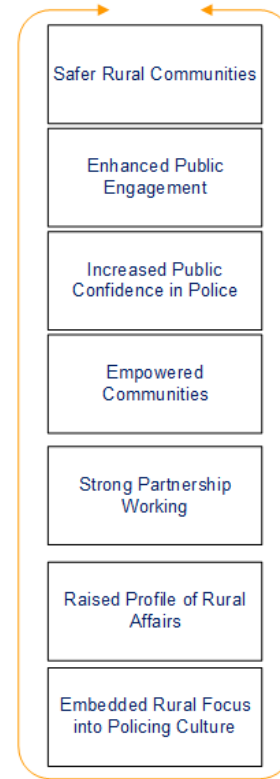 Safer Rural Communities
Enhanced Public
Engagement
Increased Public
Confidence in Police
Empowered
Communities
Strong Partnership
Working
Raised Profile of Rural
Affairs
Embedded Rural Focus
into Policing Culture